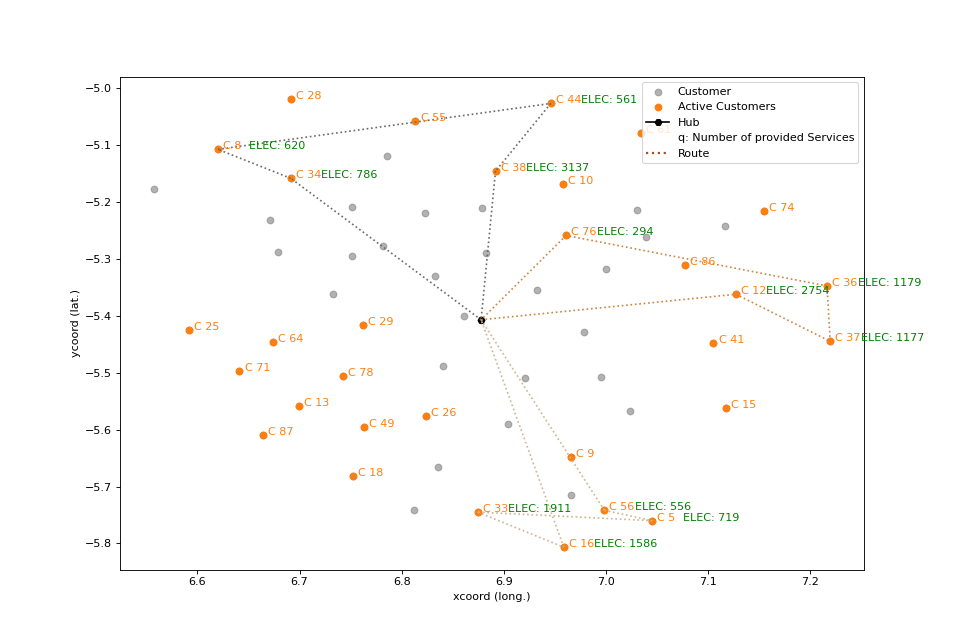 Customer
Active Customers
Hub
q: Number of provided Services
Route
C 28
C 44 ELEC: 561
C 55
C 81
C 8 ELEC: 620
C 34 ELEC: 786
C 38 ELEC: 3137
C 10
C 74
C 76 ELEC: 294
C 86
C 36 ELEC: 1179
C 12 ELEC: 2754
C 25
C 29
C 64
C 41
C 37 ELEC: 1177
C 71
C 78
C 13
C 15
C 26
C 49
C 87
C 9
C 18
C 33 ELEC: 1911
C 56 ELEC: 556
C 5 ELEC: 719
C 16 ELEC: 1586
−5.0
−5.1
−5.2
−5.3
−5.4
−5.5
−5.6
−5.7
−5.8
ycoord (lat.)
6.6 6.7 6.8 6.9 7.0 7.1 7.2
xcoord (long.)